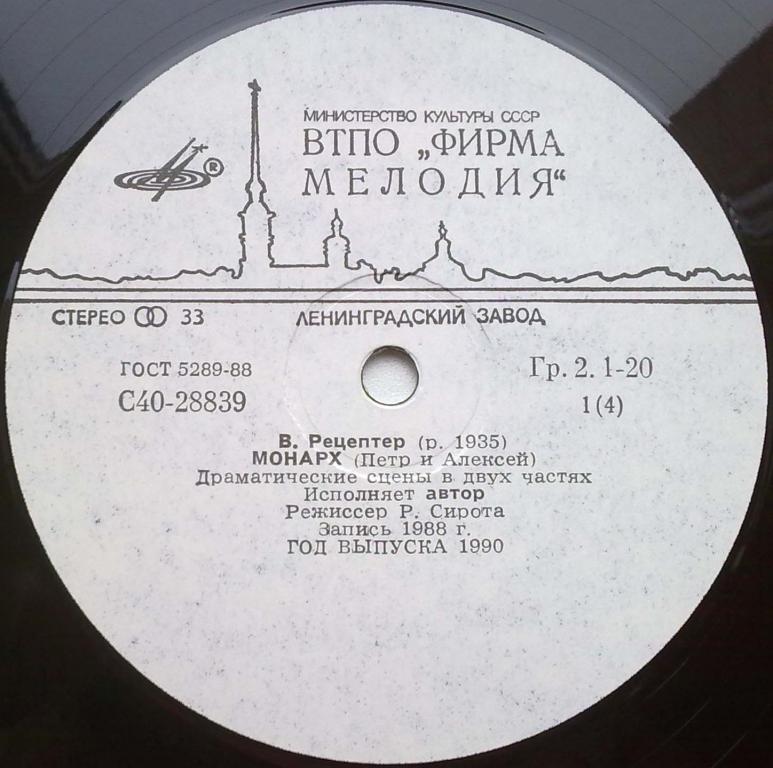 МИНИСТЕРСТВО КУЛЬТУРЫ СССР
ВТПО „ФИРМА
МЕЛОДИЯ“
®
СТЕРЕО 33
ЛЕНИНГРАДСКИЙ ЗАВОД
ГОСТ 5289-88
Гр. 2. 1-20
С40-28839
1(4)
В. Рецептер (р. 1935)
МОНАРХ (Петр и Алексей)
Драматические сцены в двух частях
Исполняет автор
Режиссер Р. Сирота
Запись 1988 г.
ГОД ВЫПУСКА 1990